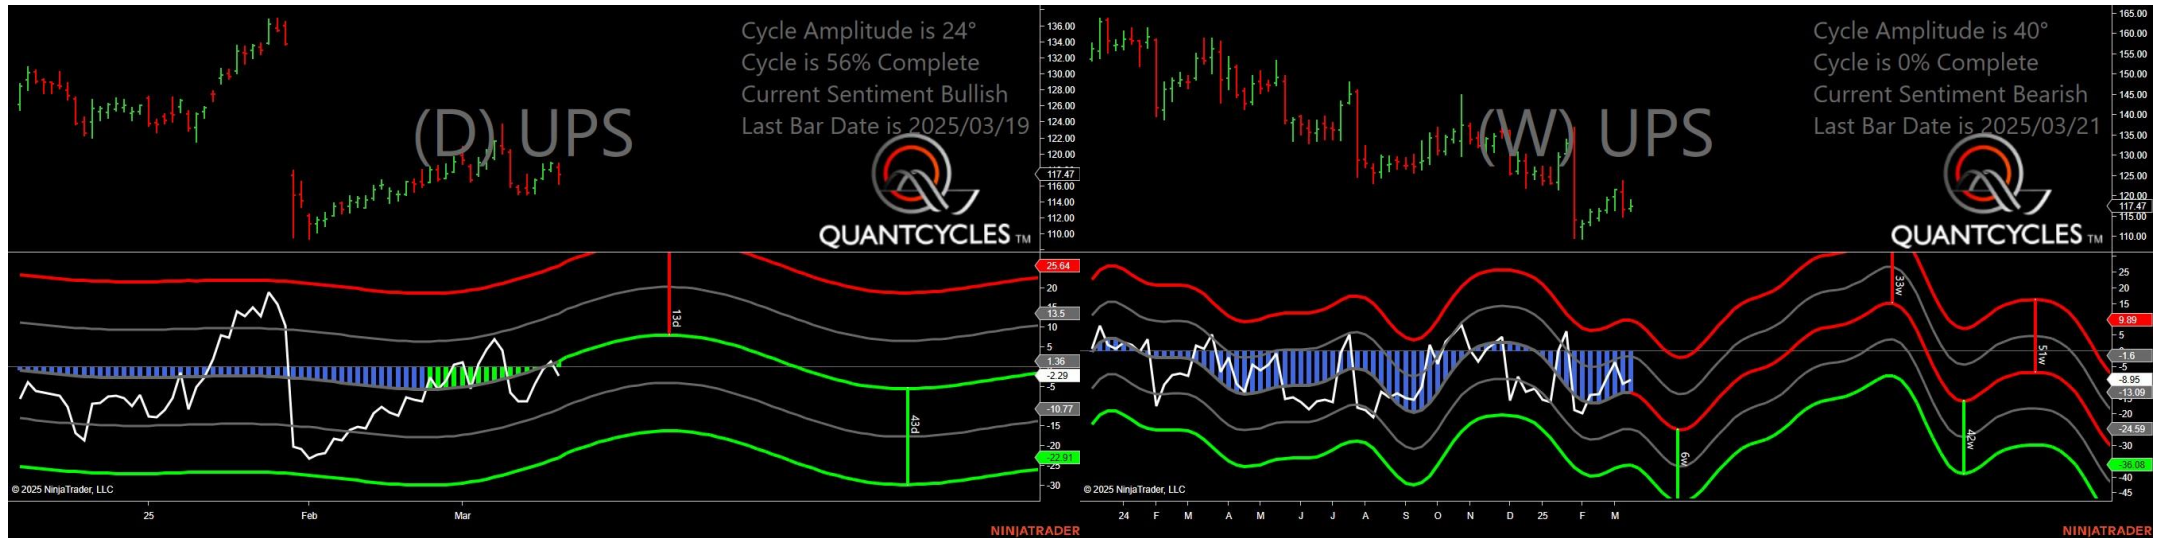 Cycle Amplitude is 24°
Cycle is 56% Complete
Current Sentiment Bullish
Last Bar Date is 2025/03/19
(D) UPS
QUANTCYCLES TM
136.00
134.00
132.00
130.00
128.00
126.00
124.00
122.00
120.00
117.47
116.00
114.00
112.00
110.00
25.64
20
13.5
10
5
1.36
-2.29
-5
-10.77
-15
-20
-22.91
-25
-30
13d
43d
© 2025 NinjaTrader, LLC
25
Feb
Mar
NINJATRADER
Cycle Amplitude is 40°
Cycle is 0% Complete
Current Sentiment Bearish
Last Bar Date is 2025/03/21
(W) UPS
QUANTCYCLES TM
165.00
160.00
155.00
150.00
145.00
140.00
135.00
130.00
125.00
120.00
117.47
115.00
110.00
25
20
15
9.89
5
-1.6
-5
-8.95
-13.09
-20
-24.59
-30
-36.08
-40
-45
33w
51w
42w
6w
© 2025 NinjaTrader, LLC
24
F
M
A
M
J
J
A
S
O
N
D
25
F
M
NINJATRADER